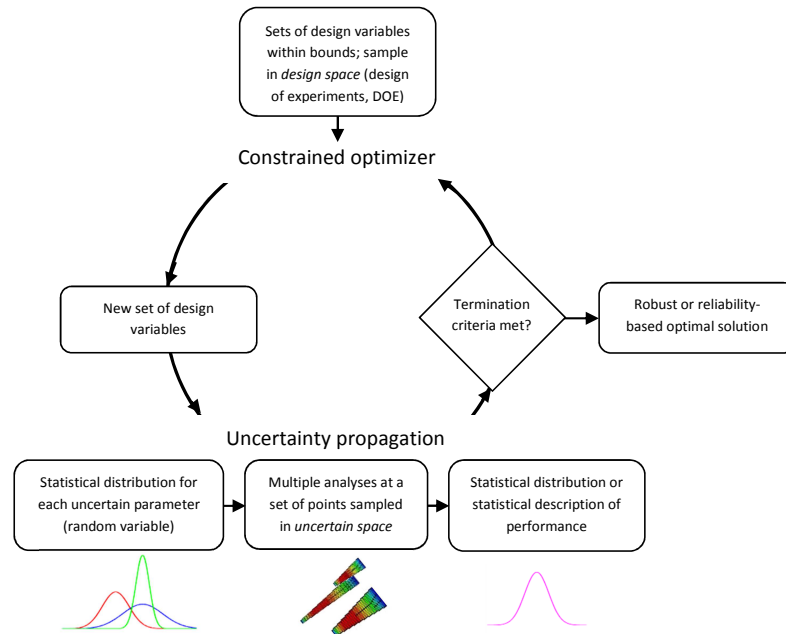 Sets of design variables
within bounds; sample
in design space (design
of experiments, DOE)
Constrained optimizer
New set of design
variables
Termination
criteria met?
Robust or reliability-
based optimal solution
Uncertainty propagation
Statistical distribution for
each uncertain parameter
(random variable)
Multiple analyses at a
set of points sampled
in uncertain space
Statistical distribution or
statistical description of
performance